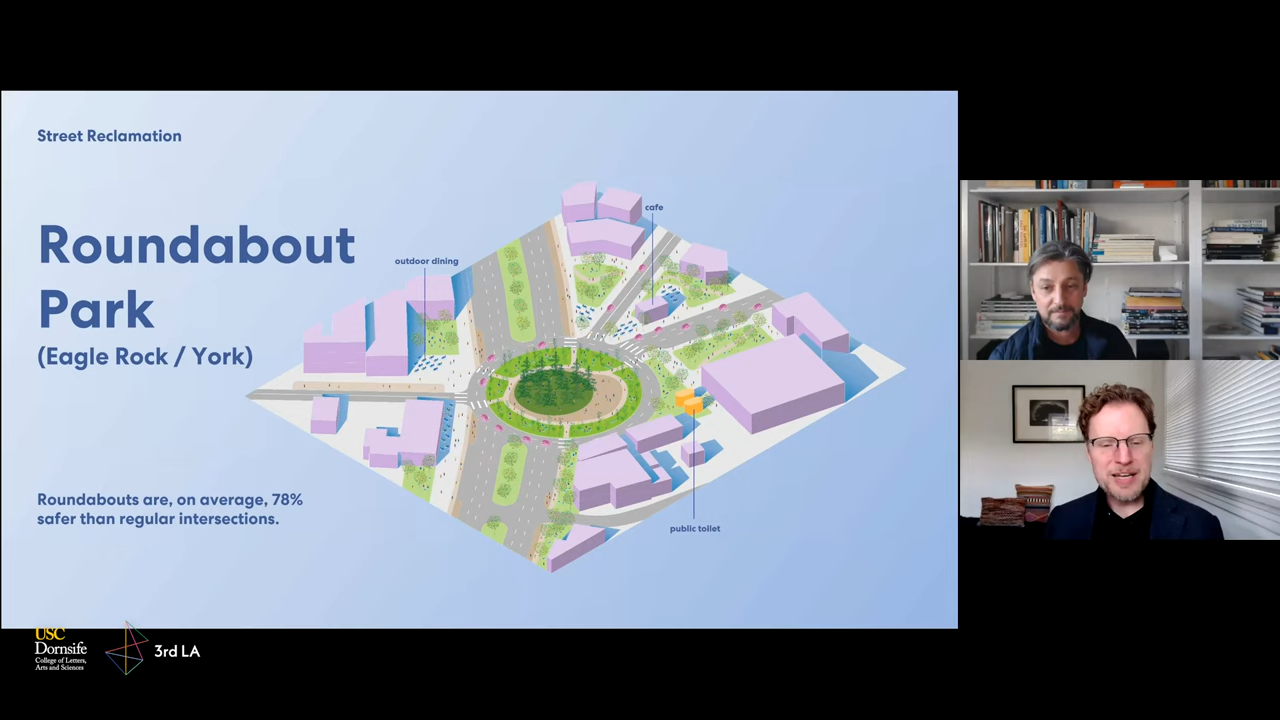 Street Reclamation
Roundabout
Park
(Eagle Rock / York)
outdoor dining
cafe
public toilet
Roundabouts are, on average, 78%
safer than regular intersections.
USC
Dornsife
College of Letters,
Arts and Sciences
3rd LA